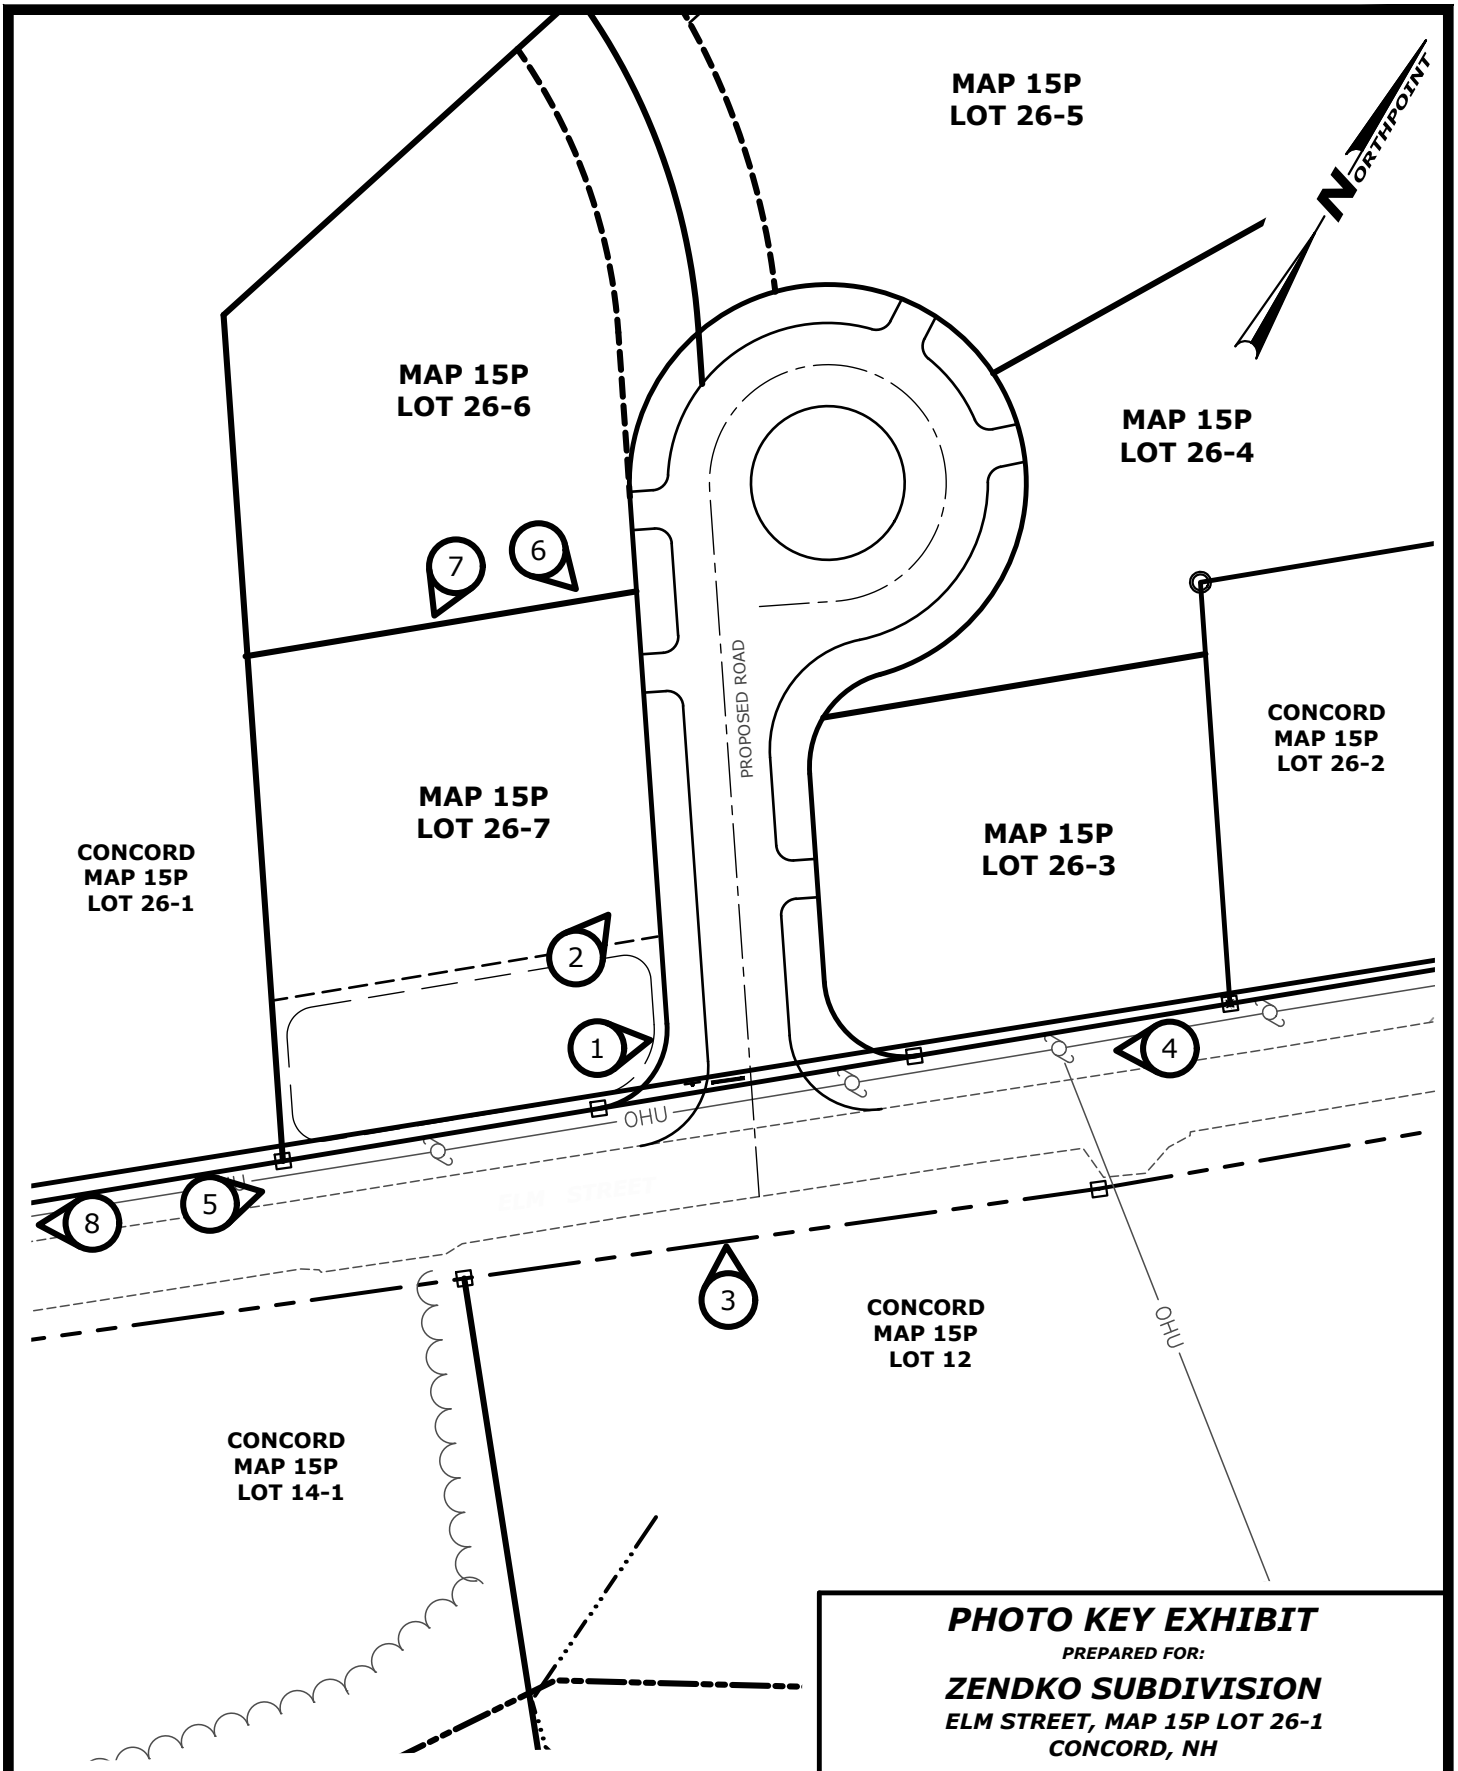 MAP 15P
LOT 26-5
NORTHPOINT
MAP 15P
LOT 26-6
MAP 15P
LOT 26-4
7
6
PROPOSED ROAD
CONCORD
MAP 15P
LOT 26-2
MAP 15P
LOT 26-7
MAP 15P
LOT 26-3
CONCORD
MAP 15P
LOT 26-1
2
1
4
OHU
5
8
ELM STREET
3
CONCORD
MAP 15P
LOT 12
OHU
CONCORD
MAP 15P
LOT 14-1
PHOTO KEY EXHIBIT
PREPARED FOR:
ZENDKO SUBDIVISION
ELM STREET, MAP 15P LOT 26-1
CONCORD, NH